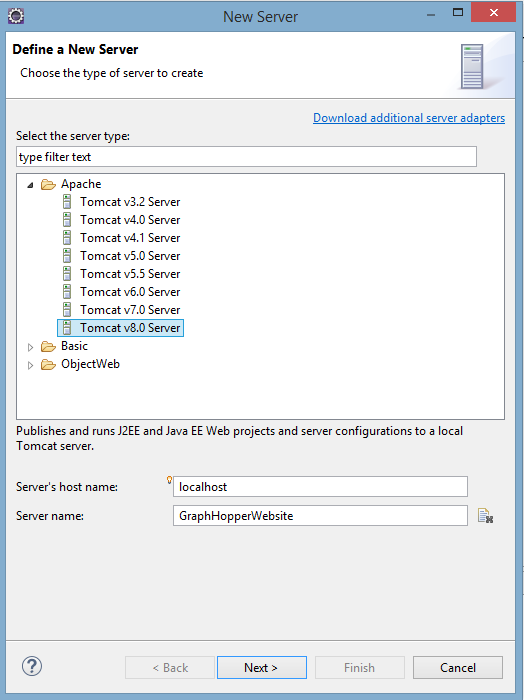 New Server
Define a New Server
Choose the type of server to create
Download additional server adapters
Select the server type:
type filter text
Apache
Tomcat v3.2 Server
Tomcat v4.0 Server
Tomcat v4.1 Server
Tomcat v5.0 Server
Tomcat v5.5 Server
Tomcat v6.0 Server
Tomcat v7.0 Server
Tomcat v8.0 Server
Basic
ObjectWeb
Publishes and runs J2EE and Java EE Web projects and server configurations to a local
Tomcat server.
Server's host name: localhost
Server name: GraphHopperWebsite
? < Back Next > Finish Cancel